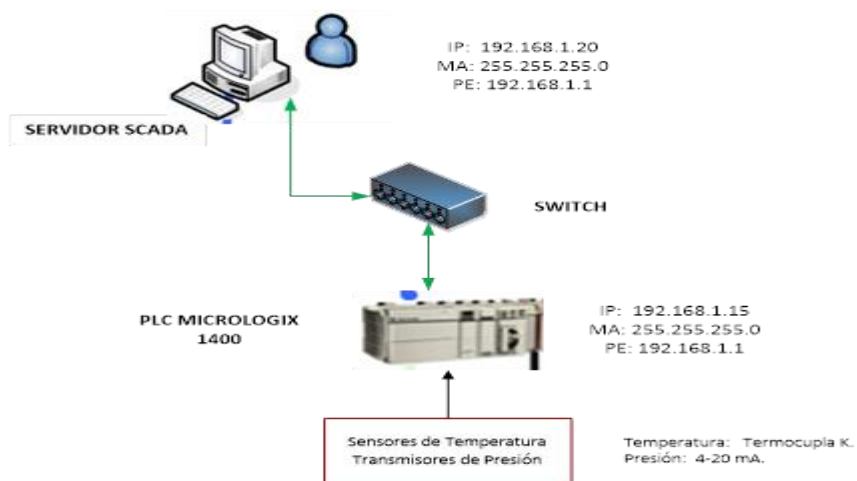 IP: 192.168.1.20
MA: 255.255.255.0
PE: 192.168.1.1
SERVIDOR SCADA
SWITCH
PLC MICROLOGIX
1400
IP: 192.168.1.15
MA: 255.255.255.0
PE: 192.168.1.1
Sensores de Temperatura
Transmisores de Presión
Temperatura: Termocupla K.
Presión: 4-20 mA.